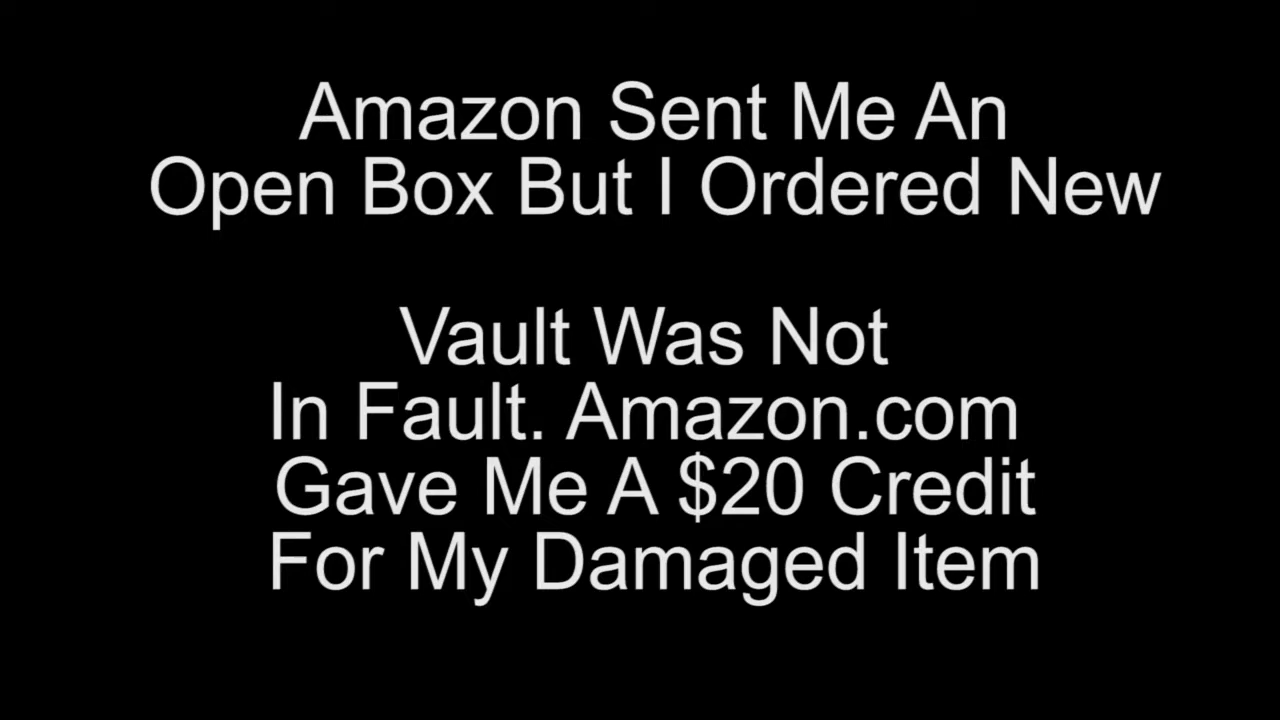 Amazon Sent Me An
Open Box But I Ordered New
Vault Was Not
In Fault. Amazon.com
Gave Me A $20 Credit
For My Damaged Item